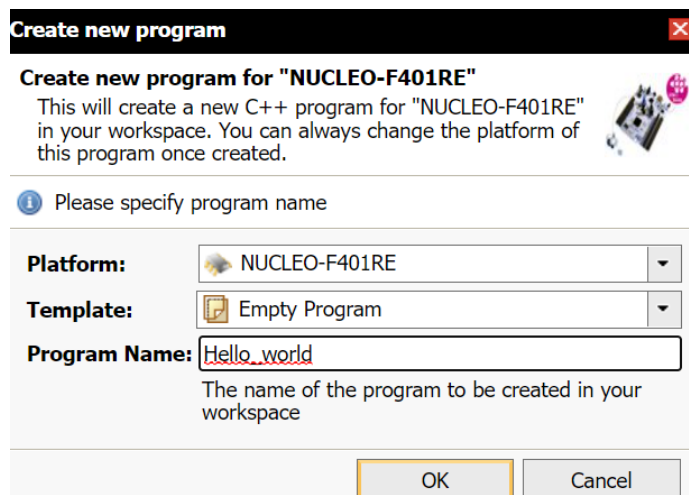 Create new program
Create new program for "NUCLEO-F401RE"
This will create a new C++ program for "NUCLEO-F401RE"
in your workspace. You can always change the platform of
this program once created.
Please specify program name
Platform: NUCLEO-F401RE
Template: Empty Program
Program Name: Hello_world
The name of the program to be created in your
workspace
OK Cancel